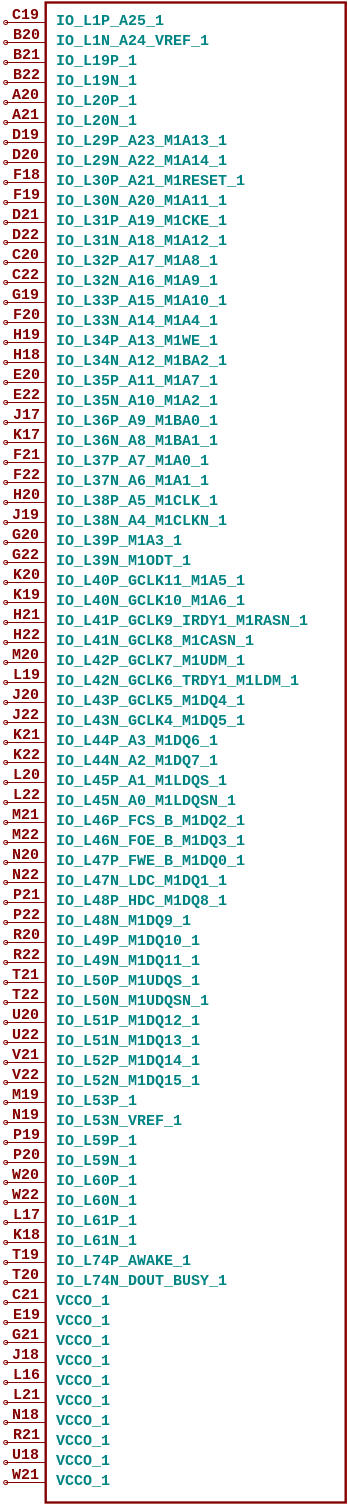 C19 IO_L1P_A25_1
B20 IO_L1N_A24_VREF_1
B21 IO_L19P_1
B22 IO_L19N_1
A20 IO_L20P_1
A21 IO_L20N_1
D19 IO_L29P_A23_M1A13_1
D20 IO_L29N_A22_M1A14_1
F18 IO_L30P_A21_M1RESET_1
F19 IO_L30N_A20_M1A11_1
D21 IO_L31P_A19_M1CKE_1
D22 IO_L31N_A18_M1A12_1
C20 IO_L32P_A17_M1A8_1
C22 IO_L32N_A16_M1A9_1
G19 IO_L33P_A15_M1A10_1
F20 IO_L33N_A14_M1A4_1
H19 IO_L34P_A13_M1WE_1
H18 IO_L34N_A12_M1BA2_1
E20 IO_L35P_A11_M1A7_1
E22 IO_L35N_A10_M1A2_1
J17 IO_L36P_A9_M1BA0_1
K17 IO_L36N_A8_M1BA1_1
F21 IO_L37P_A7_M1A0_1
F22 IO_L37N_A6_M1A1_1
H20 IO_L38P_A5_M1CLK_1
J19 IO_L38N_A4_M1CLKN_1
G20 IO_L39P_M1A3_1
G22 IO_L39N_M1ODT_1
K20 IO_L40P_GCLK11_M1A5_1
K19 IO_L40N_GCLK10_M1A6_1
H21 IO_L41P_GCLK9_IRDY1_M1RASN_1
H22 IO_L41N_GCLK8_M1CASN_1
M20 IO_L42P_GCLK7_M1UDM_1
L19 IO_L42N_GCLK6_TRDY1_M1LDM_1
J20 IO_L43P_GCLK5_M1DQ4_1
J22 IO_L43N_GCLK4_M1DQ5_1
K21 IO_L44P_A3_M1DQ6_1
K22 IO_L44N_A2_M1DQ7_1
L20 IO_L45P_A1_M1LDQS_1
L22 IO_L45N_A0_M1LDQSN_1
M21 IO_L46P_FCS_B_M1DQ2_1
M22 IO_L46N_FOE_B_M1DQ3_1
N20 IO_L47P_FWE_B_M1DQ0_1
N22 IO_L47N_LDC_M1DQ1_1
P21 IO_L48P_HDC_M1DQ8_1
P22 IO_L48N_M1DQ9_1
R20 IO_L49P_M1DQ10_1
R22 IO_L49N_M1DQ11_1
T21 IO_L50P_M1UDQS_1
T22 IO_L50N_M1UDQSN_1
U20 IO_L51P_M1DQ12_1
U22 IO_L51N_M1DQ13_1
V21 IO_L52P_M1DQ14_1
V22 IO_L52N_M1DQ15_1
M19 IO_L53P_1
N19 IO_L53N_VREF_1
P19 IO_L59P_1
P20 IO_L59N_1
W20 IO_L60P_1
W22 IO_L60N_1
L17 IO_L61P_1
K18 IO_L61N_1
T19 IO_L74P_AWAKE_1
T20 IO_L74N_DOUT_BUSY_1
C21 VCCO_1
E19 VCCO_1
G21 VCCO_1
J18 VCCO_1
L16 VCCO_1
L21 VCCO_1
N18 VCCO_1
R21 VCCO_1
U18 VCCO_1
W21 VCCO_1